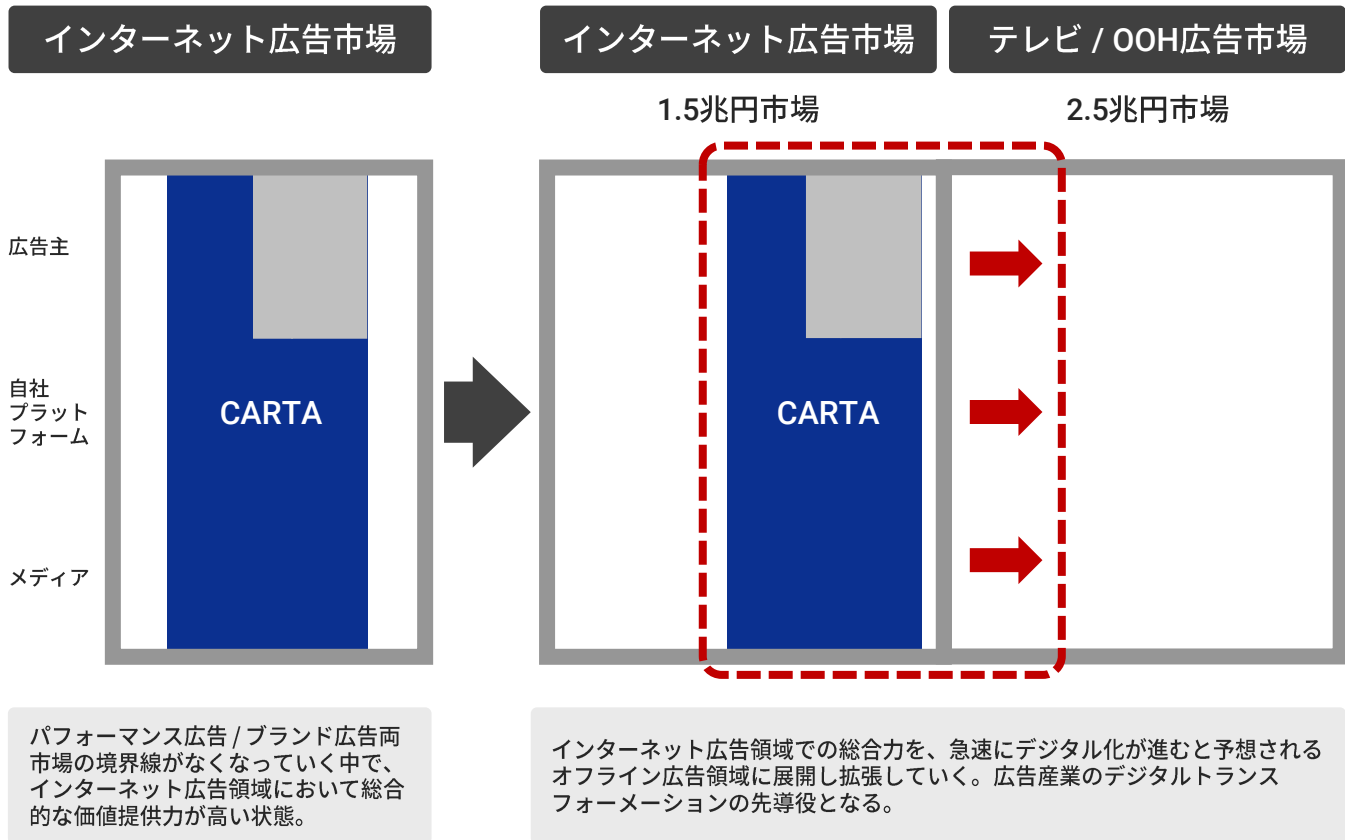 インターネット広告市場
広告主
自社
プラット
フォーム
メディア
CARTA
パフォーマンス広告 / ブランド広告両
市場の境界線がなくなっていく中で、
インターネット広告領域において総合
的な価値提供力が高い状態。
インターネット広告市場
テレビ / OOH広告市場
1.5兆円市場
2.5兆円市場
CARTA
インターネット広告領域での総合力を、急速にデジタル化が進むと予想される
オフライン広告領域に展開し拡張していく。広告産業のデジタルトランス
フォーメーションの先導役となる。